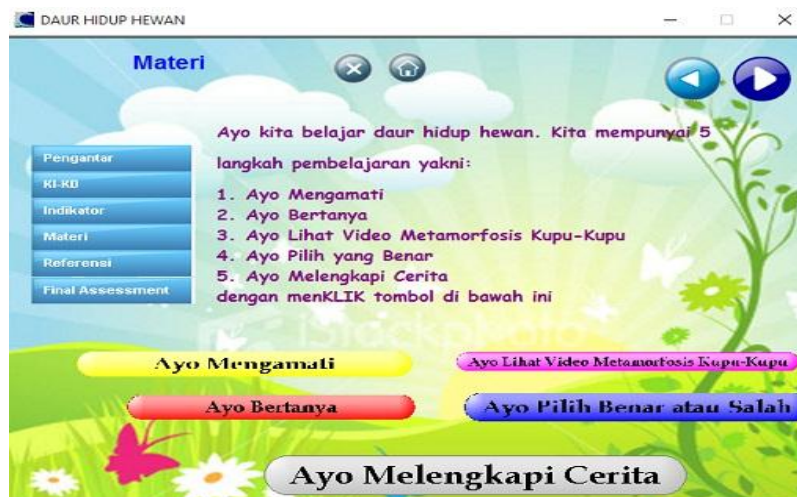 DAUR HIDUP HEWAN
Materi
Ayo kita belajar daur hidup hewan. Kita mempunyai 5
langkah pembelajaran yakni:
1. Ayo Mengamati
2. Ayo Bertanya
3. Ayo Lihat Video Metamorfosis Kupu-Kupu
4. Ayo Pilih yang Benar
5. Ayo Melengkapi Cerita
dengan menKLIK tombol di bawah ini
Pengantar
KI-KD
Indikator
Materi
Referensi
Final Assessment
iStockphoto
Ayo Mengamati
Ayo Lihat Video Metamorfosis Kupu-Kupu
Ayo Bertanya
Ayo Pilih Benar atau Salah
Ayo Melengkapi Cerita